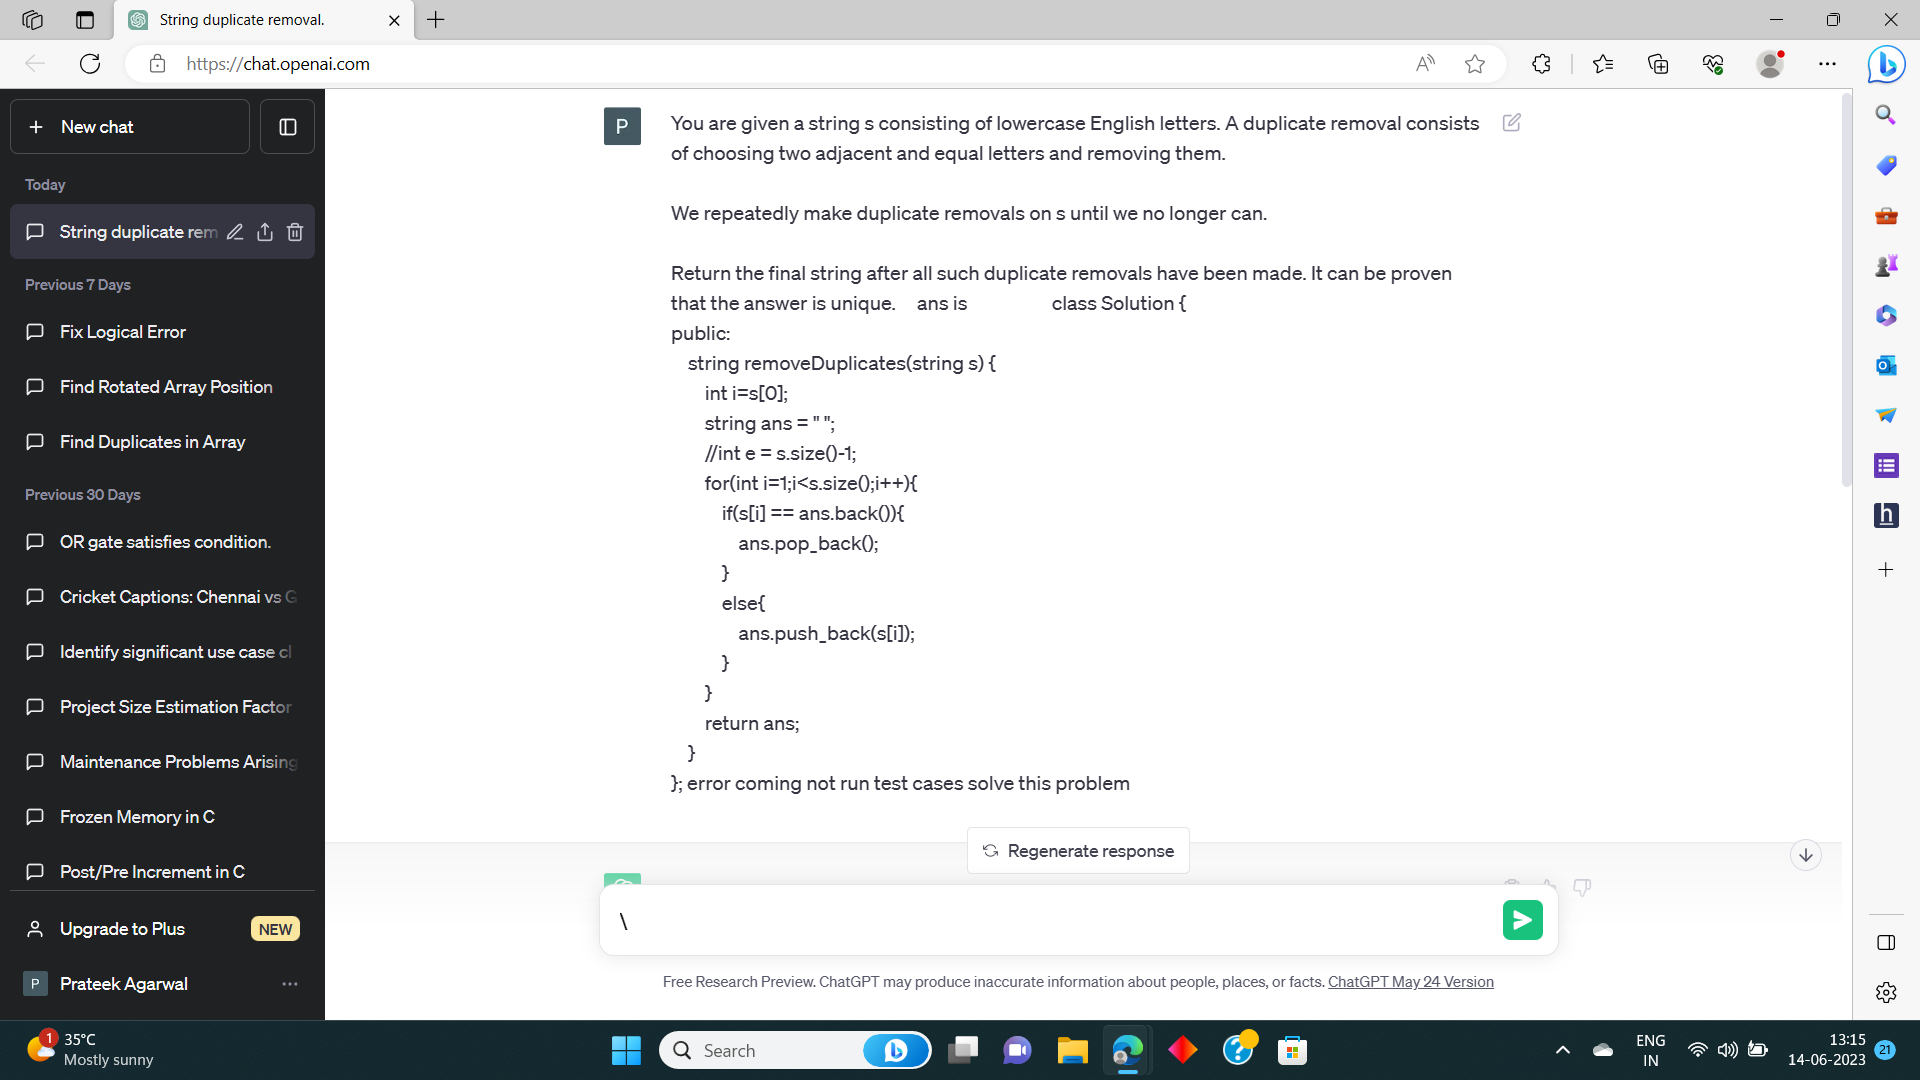 String duplicate removal.
https://chat.openai.com
New chat
Today
String duplicate rem
Previous 7 Days
Fix Logical Error
Find Rotated Array Position
Find Duplicates in Array
Previous 30 Days
OR gate satisfies condition.
Cricket Captions: Chennai vs G
Identify significant use case cl
Project Size Estimation Factor
Maintenance Problems Arising
Frozen Memory in C
Post/Pre Increment in C
Upgrade to Plus NEW
P Prateek Agarwal
P
You are given a string s consisting of lowercase English letters. A duplicate removal consists
of choosing two adjacent and equal letters and removing them.
We repeatedly make duplicate removals on s until we no longer can.
Return the final string after all such duplicate removals have been made. It can be proven
that the answer is unique. ans is class Solution {
public:
string removeDuplicates(string s) {
int i=s[0];
string ans = " ";
//int e = s.size()-1;
for(int i=1;i<s.size();i++){
if(s[i] == ans.back()){
ans.pop_back();
}
else{
ans.push_back(s[i]);
}
}
return ans;
}
}; error coming not run test cases solve this problem
Regenerate response
\
Free Research Preview. ChatGPT may produce inaccurate information about people, places, or facts. ChatGPT May 24 Version
1
35°C
Mostly sunny
Search
ENG
IN
13:15
14-06-2023
21